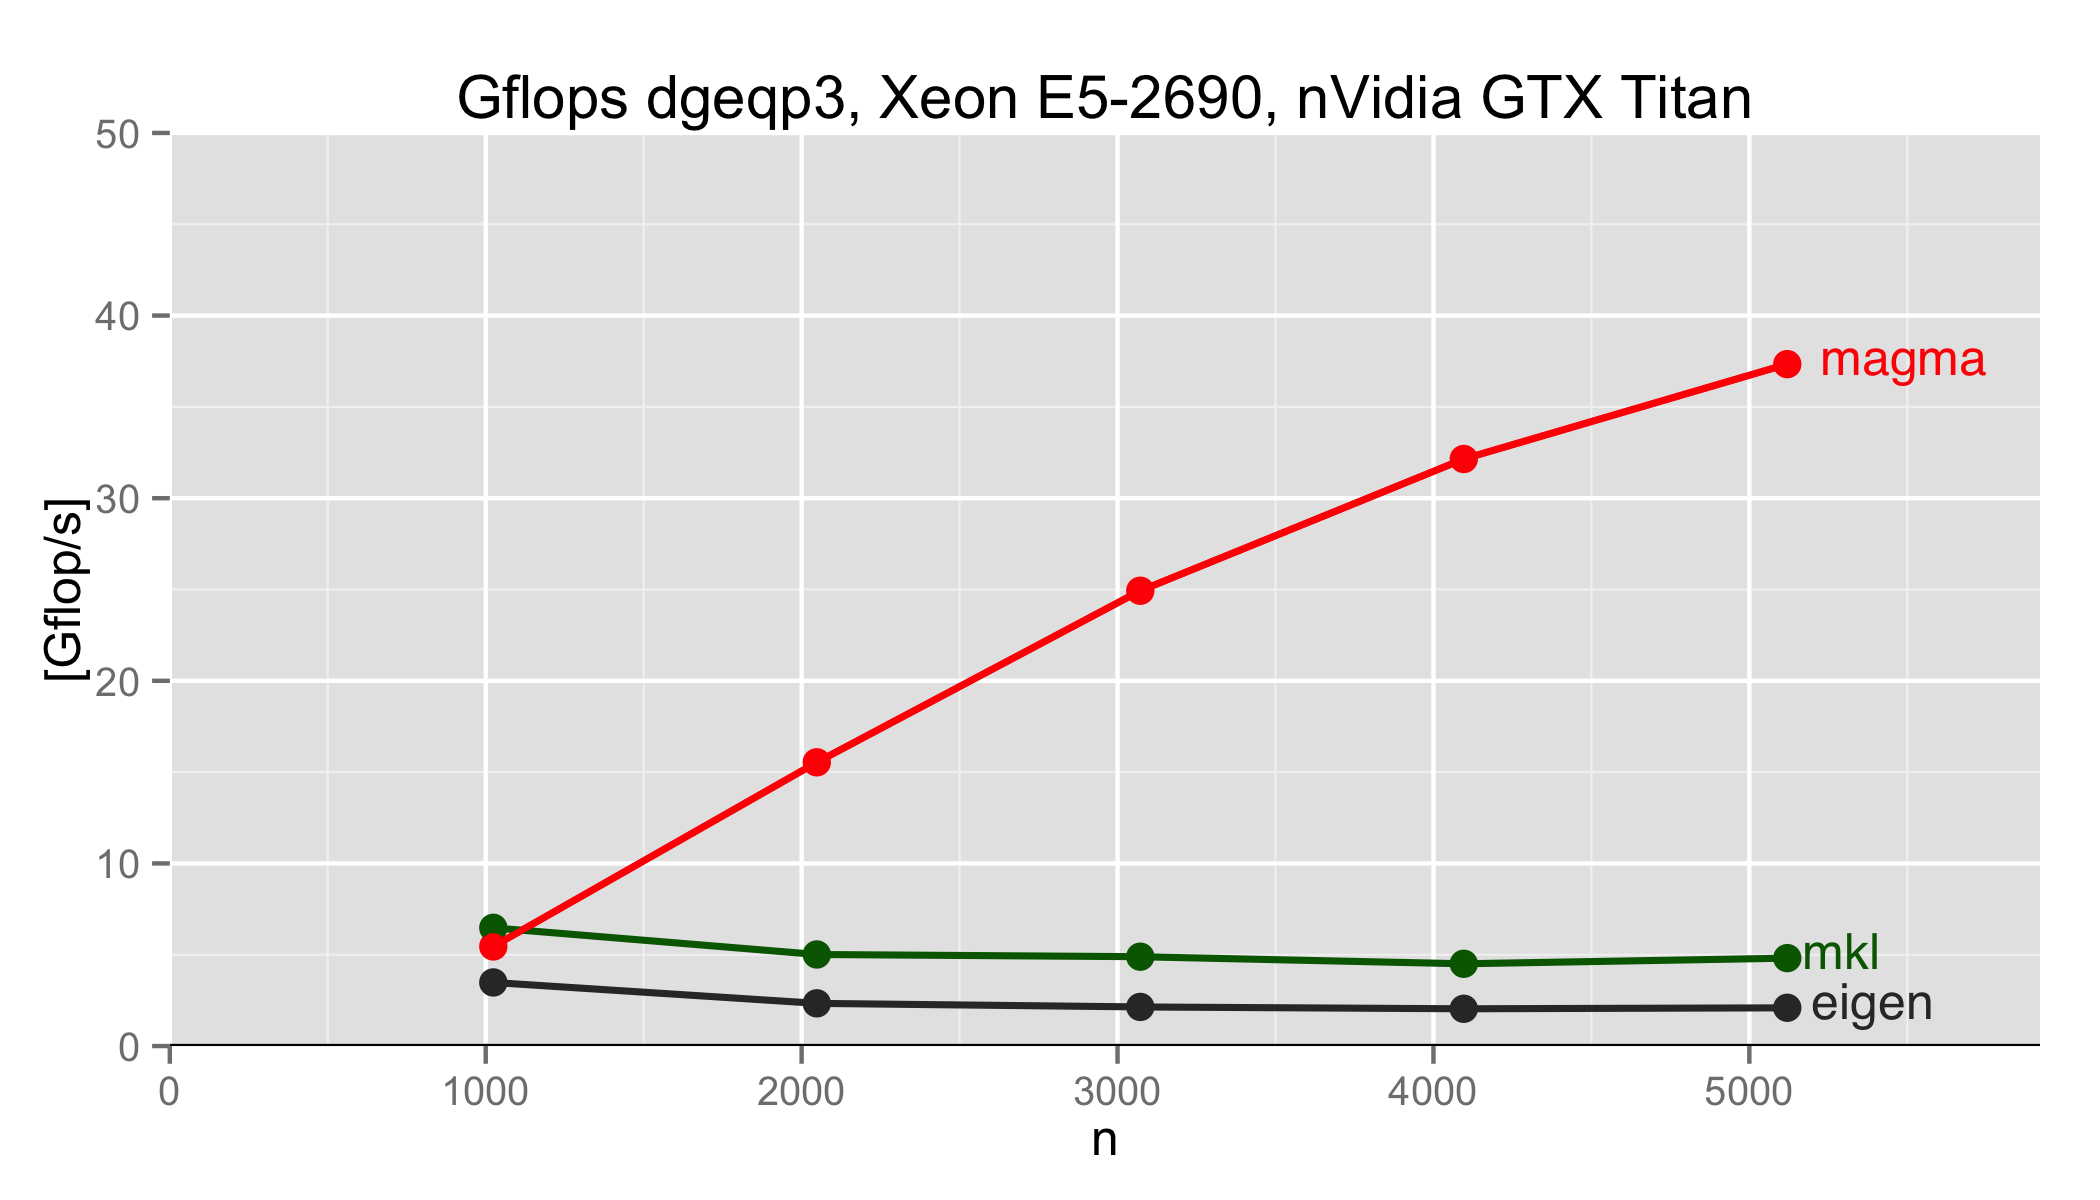 Gflops dgeqp3, Xeon E5-2690, nVidia GTX Titan
50
40
30
20
10
0
[Gflop/s]
magma
mkl
eigen
0 1000 2000 3000 4000 5000
n